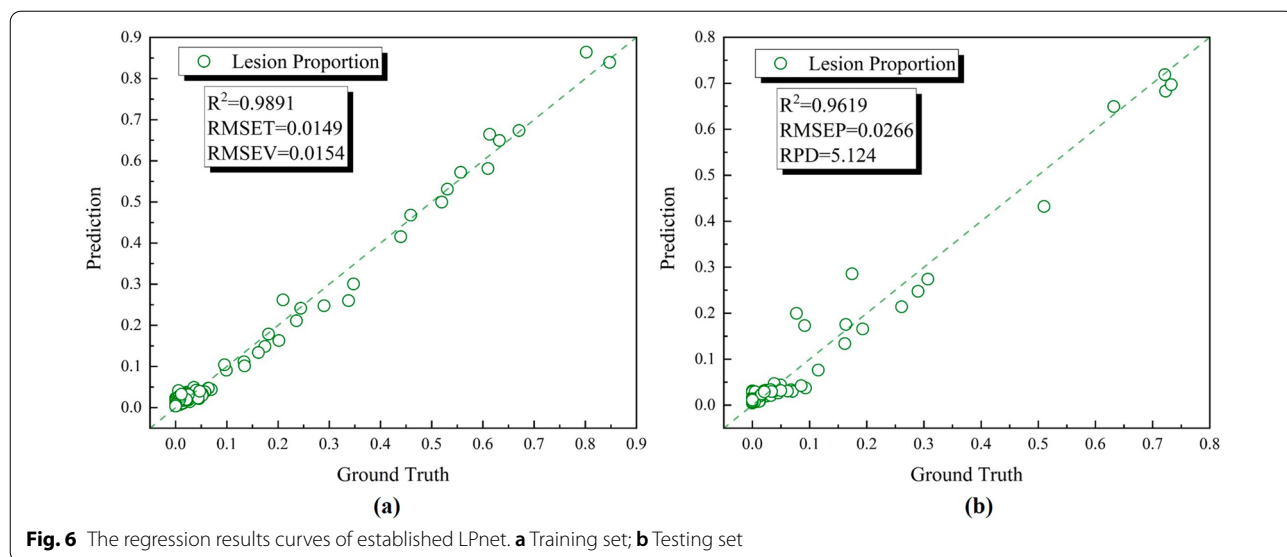 Lesion Proportion
R²=0.9891
RMSET=0.0149
RMSEV=0.0154
Prediction
0.9
0.8
0.7
0.6
0.5
0.4
0.3
0.2
0.1
0.0
0.0 0.1 0.2 0.3 0.4 0.5 0.6 0.7 0.8 0.9
Ground Truth
(a)
Lesion Proportion
R²=0.9619
RMSEP=0.0266
RPD=5.124
Prediction
0.8
0.7
0.6
0.5
0.4
0.3
0.2
0.1
0.0
0.0 0.1 0.2 0.3 0.4 0.5 0.6 0.7 0.8
Ground Truth
(b)
Fig. 6 The regression results curves of established LPnet. a Training set; b Testing set